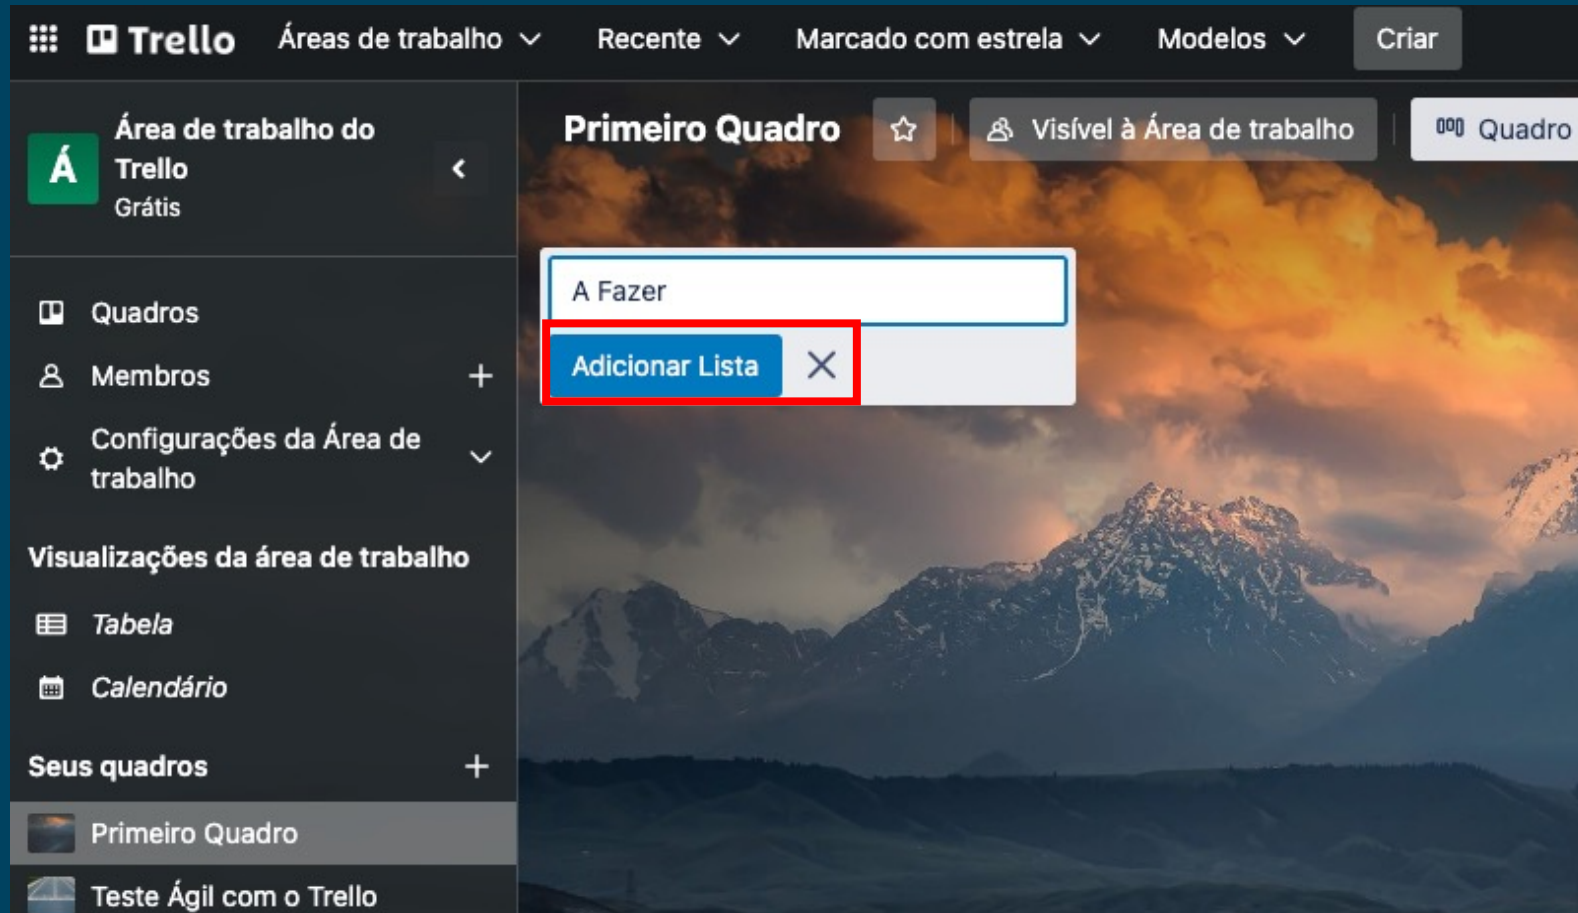 Trello Áreas de trabalho Recente Marcado com estrela Modelos Criar
Área de trabalho do
Á Trello
Grátis
Primeiro Quadro Visível à Área de trabalho Quadro
A Fazer
Adicionar Lista
Quadros
Membros
Configurações da Área de
trabalho
Visualizações da área de trabalho
Tabela
Calendário
Seus quadros
Primeiro Quadro
Teste Ágil com o Trello